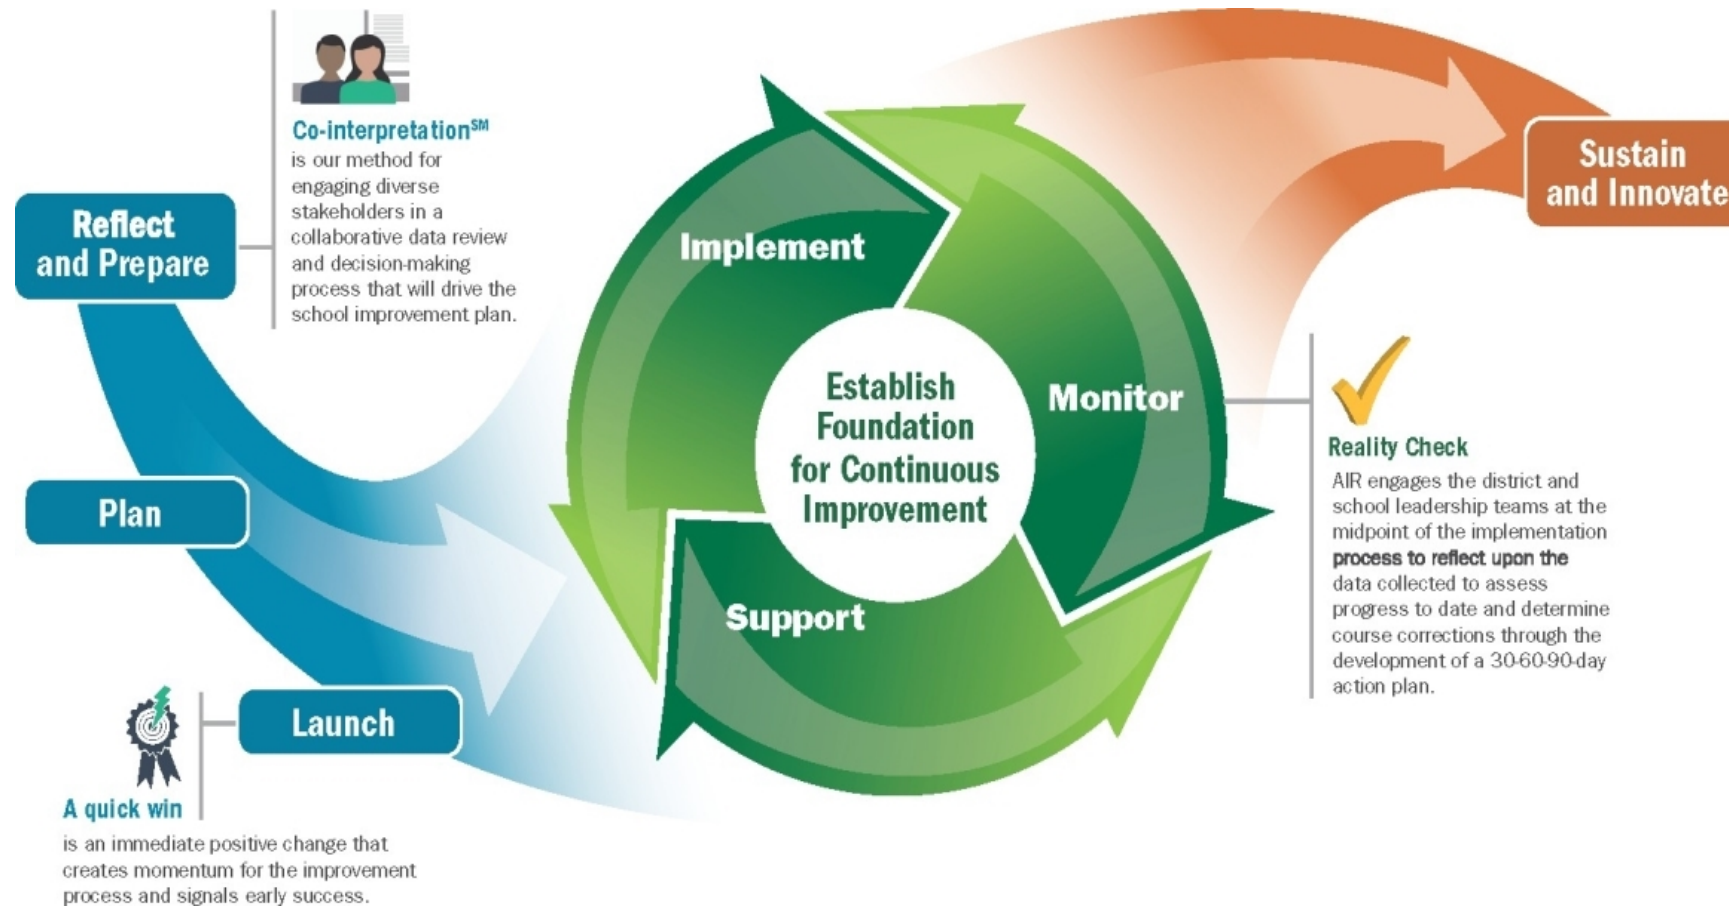 Co-interpretation℠
is our method for
engaging diverse
stakeholders in a
collaborative data review
and decision-making
process that will drive the
school improvement plan.
Reflect
and Prepare
Plan
Launch
A quick win
is an immediate positive change that
creates momentum for the improvement
process and signals early success.
Implement
Monitor
Support
Establish
Foundation
for Continuous
Improvement
Sustain
and Innovate
Reality Check
AIR engages the district and
school leadership teams at the
midpoint of the implementation
process to reflect upon the
data collected to assess
progress to date and determine
course corrections through the
development of a 30-60-90-day
action plan.